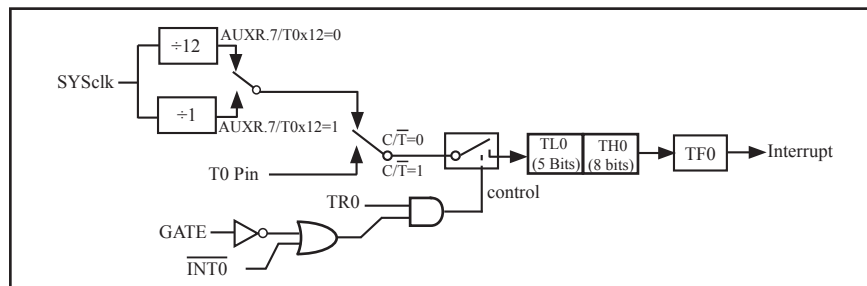 ÷12
AUXR.7/T0x12=0
SYSclk
÷1
AUXR.7/T0x12=1
C/T̅=0
C/T̅=1
T0 Pin
TL0
(5 Bits)
TH0
(8 bits)
TF0
Interrupt
control
TR0
GATE
I̅N̅T̅0̅